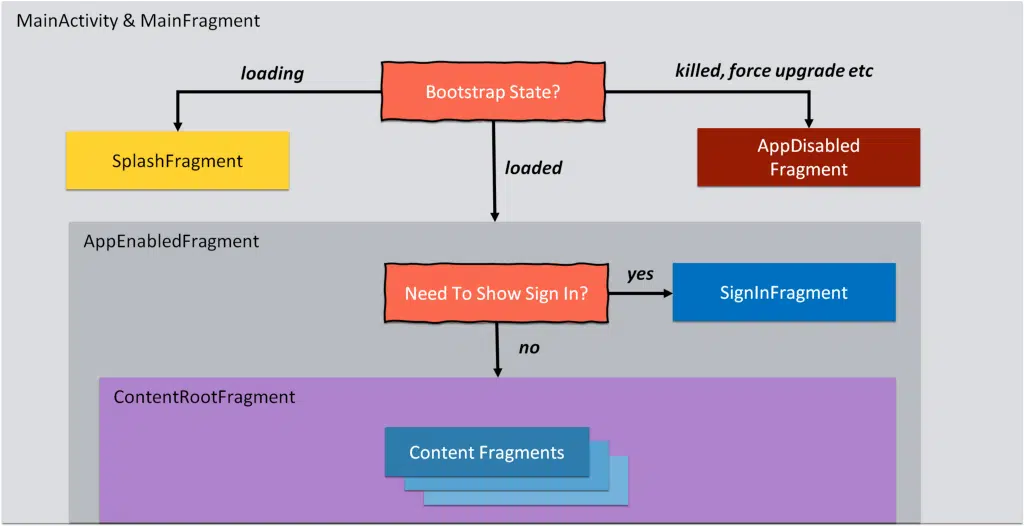 MainActivity & MainFragment
loading
Bootstrap State?
killed, force upgrade etc
SplashFragment
loaded
AppDisabled
Fragment
AppEnabledFragment
Need To Show Sign In?
yes
SignInFragment
no
ContentRootFragment
Content Fragments